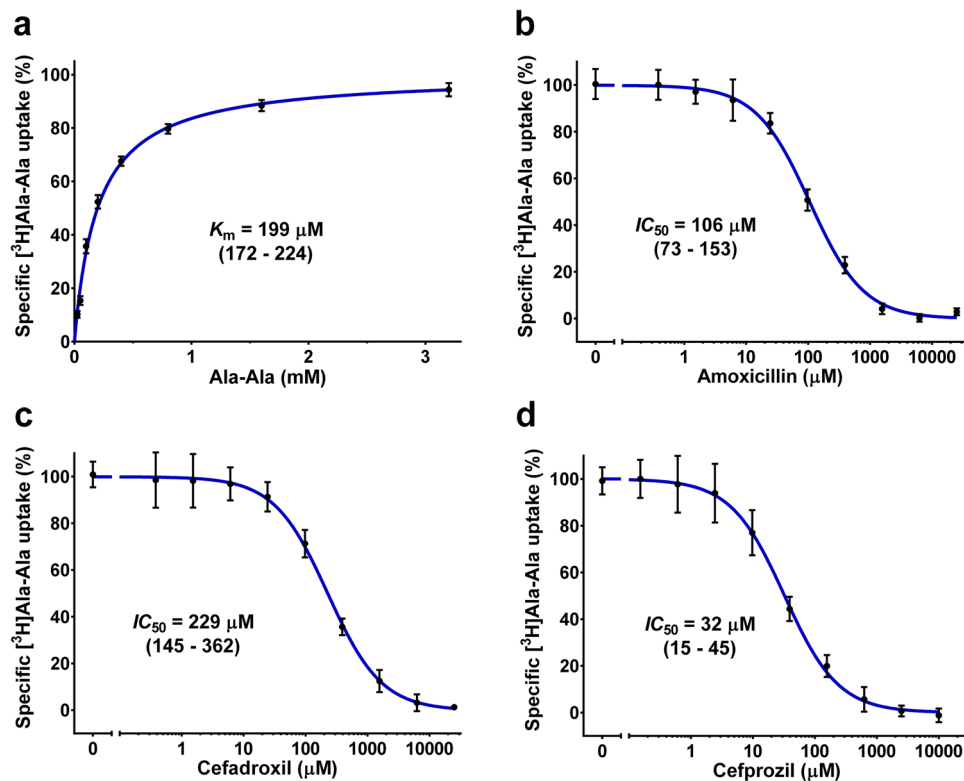 a
Specific [³H]Ala-Ala uptake (%)
100
80
60
40
20
0
Kₘ = 199 μM
(172 - 224)
0
1
2
3
Ala-Ala (mM)
b
Specific [³H]Ala-Ala uptake (%)
100
80
60
40
20
0
IC₅₀ = 106 μM
(73 - 153)
0
1
10
100
1000
10000
Amoxicillin (μM)
c
Specific [³H]Ala-Ala uptake (%)
100
80
60
40
20
0
IC₅₀ = 229 μM
(145 - 362)
0
1
10
100
1000
10000
Cefadroxil (μM)
d
Specific [³H]Ala-Ala uptake (%)
100
80
60
40
20
0
IC₅₀ = 32 μM
(15 - 45)
0
1
10
100
1000
10000
Cefprozil (μM)